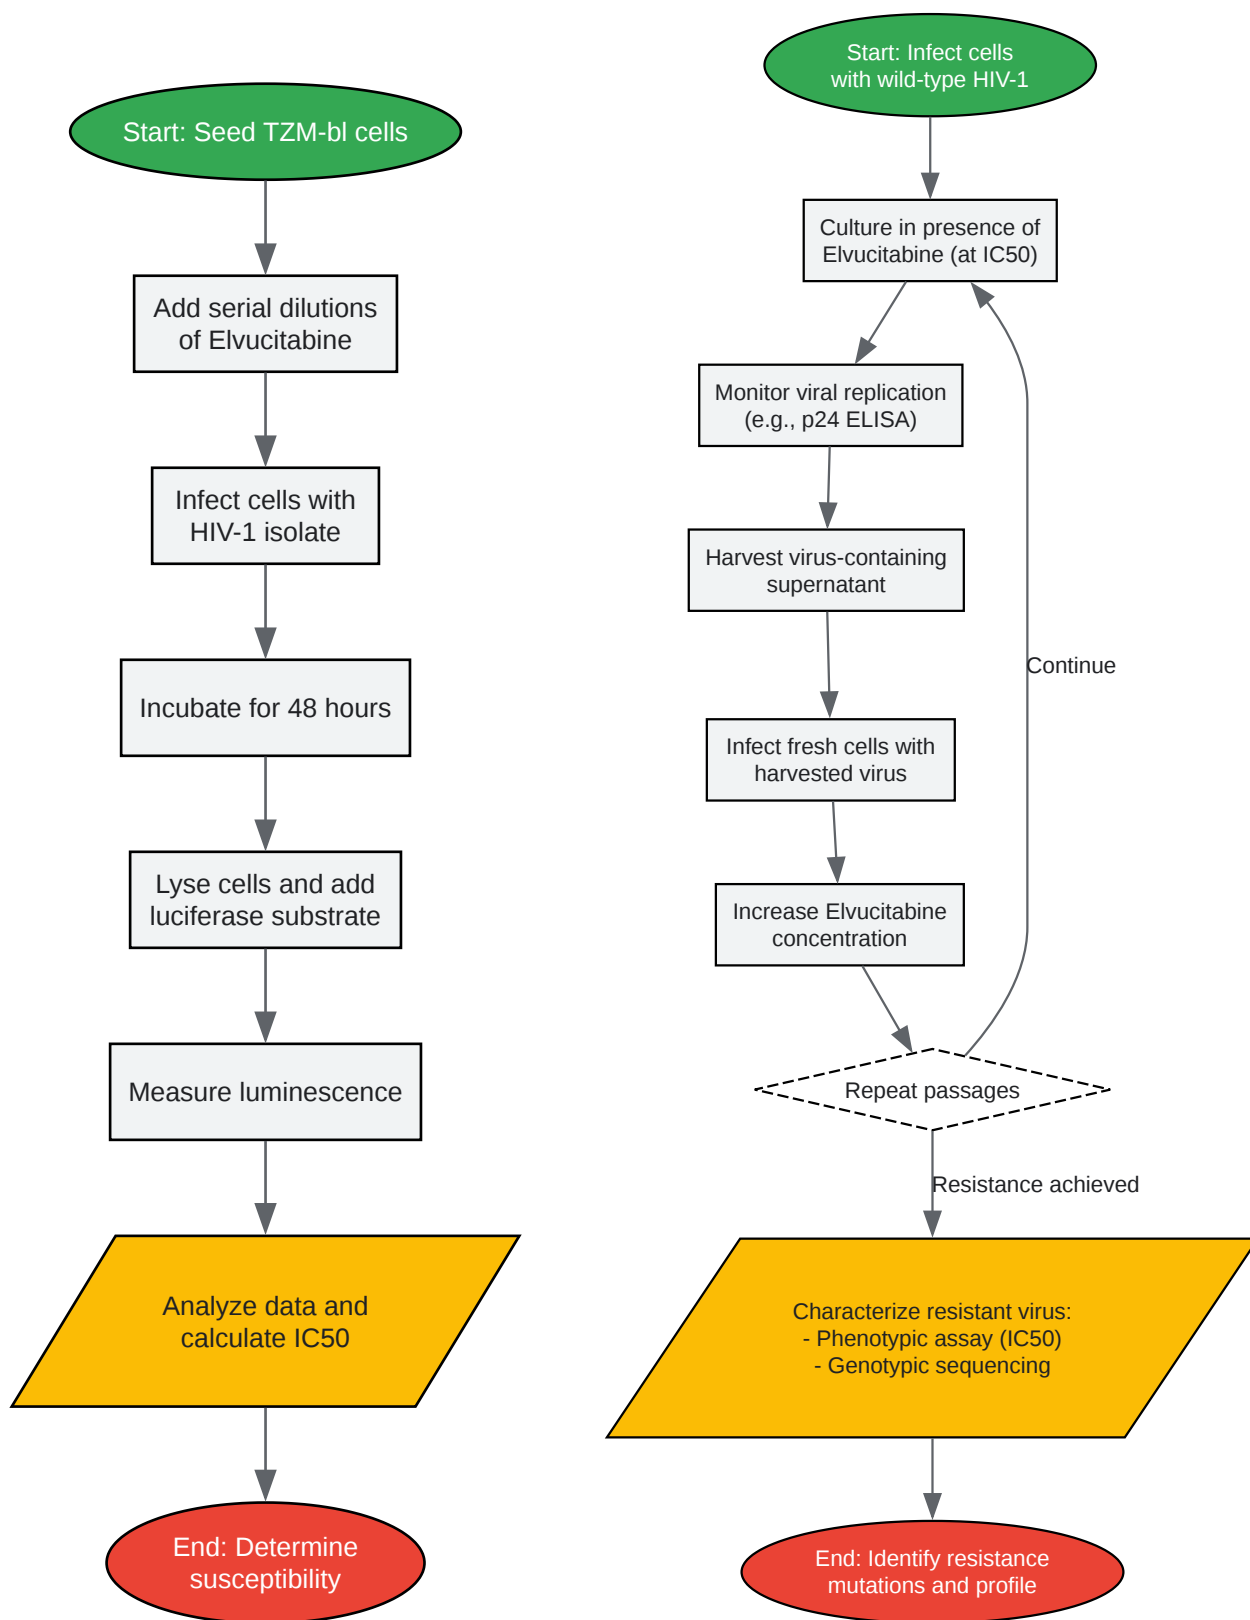 Start: Seed TZM-bl cells
Add serial dilutions
of Elvucitabine
Infect cells with
HIV-1 isolate
Incubate for 48 hours
Lyse cells and add
luciferase substrate
Measure luminescence
Analyze data and
calculate IC50
End: Determine
susceptibility
Start: Infect cells
with wild-type HIV-1
Culture in presence of
Elvucitabine (at IC50)
Monitor viral replication
(e.g., p24 ELISA)
Harvest virus-containing
supernatant
Continue
Infect fresh cells with
harvested virus
Increase Elvucitabine
concentration
Repeat passages
Resistance achieved
Characterize resistant virus:
- Phenotypic assay (IC50)
- Genotypic sequencing
End: Identify resistance
mutations and profile